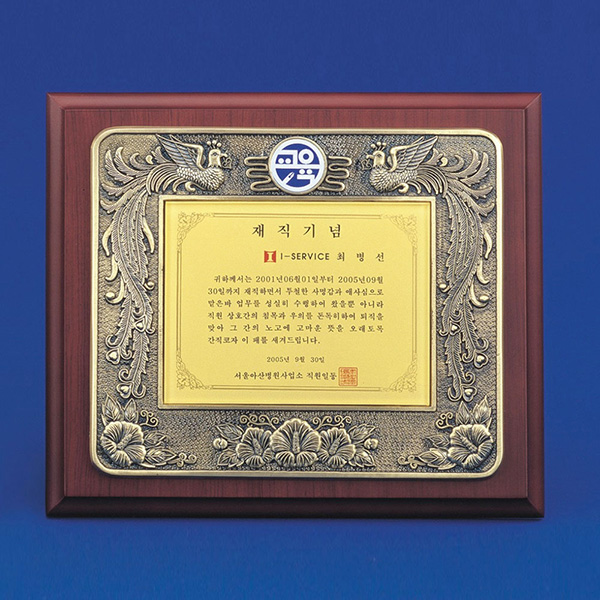 교육
재직기념
I-SERVICE 최병선
귀하께서는 2001년06월01일부터 2005년09월
30일까지 재직하면서 투철한 사명감과 애사심으로
맡은바 업무를 성실히 수행하여 왔을뿐 아니라
직원 상호간의 친목과 우의를 돈독히하여 퇴직을
맞아 그 간의 노고에 고마운 뜻을 오래도록
간직코자 이 패를 새겨드립니다.
2005년 9월 30일
서울아산병원사업소 직원일동